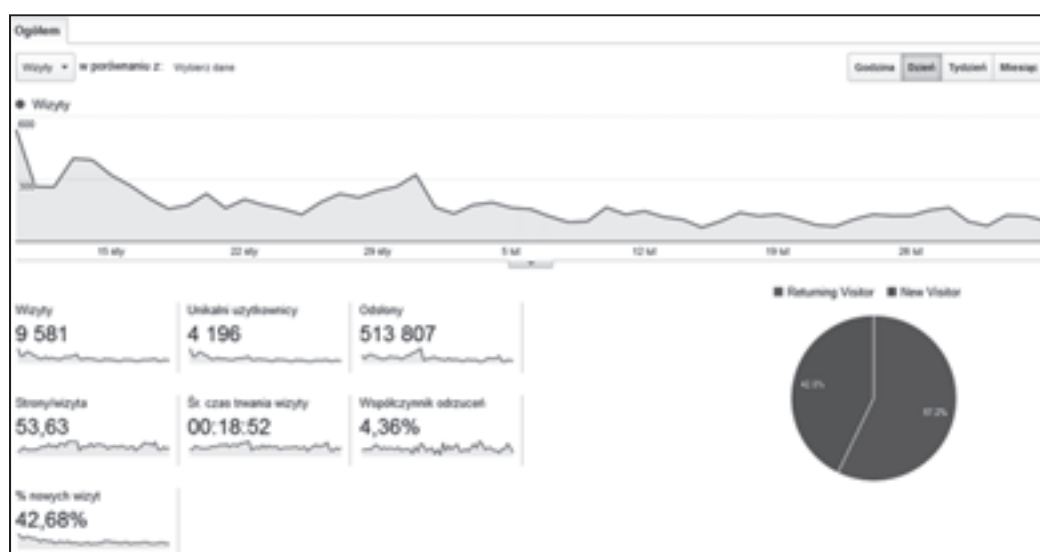 Ogółem
Wizyty w porównaniu z: Wybierz dane
Godzina Dzień Tydzień Miesiąc
Wizyty
600
300
22 sty 29 sty 5 lut 12 lut 19 lut 26 lut
Returning Visitor New Visitor
Wizyty Unikalni użytkownicy Odsłony
9 581 4 196 513 807
Strony/wizyta Śr. czas trwania wizyty Współczynnik odrzuceń
53,63 00:18:52 4,36%
% nowych wizyt
42,68%